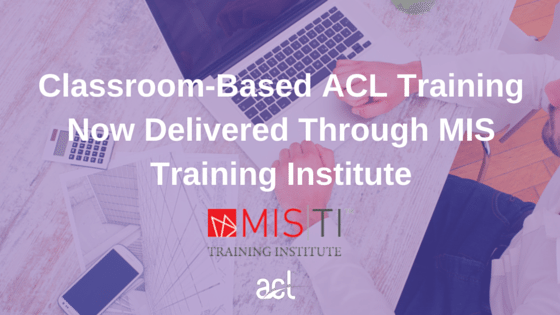 Classroom-Based ACL Training
Now Delivered Through MIS
Training Institute
MIS TI
TRAINING INSTITUTE
acl